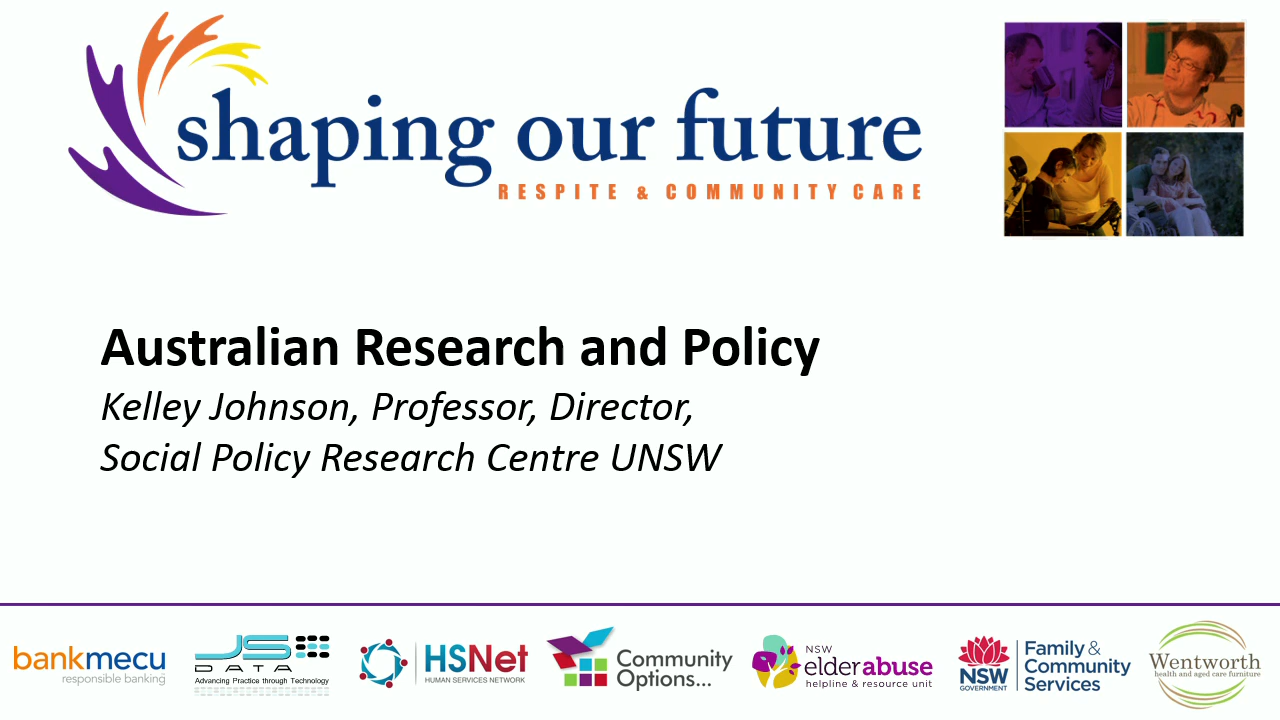 shaping our future
RESPITE & COMMUNITY CARE
Australian Research and Policy
Kelley Johnson, Professor, Director,
Social Policy Research Centre UNSW
bankmecu
responsible banking
JS
DATA
Advancing Practice through Technology
HSNet
HUMAN SERVICES NETWORK
Community
Options...
NSW
elderabuse
helpline & resource unit
NSW
GOVERNMENT
Family &
Community
Services
Wentworth
health and aged care furniture